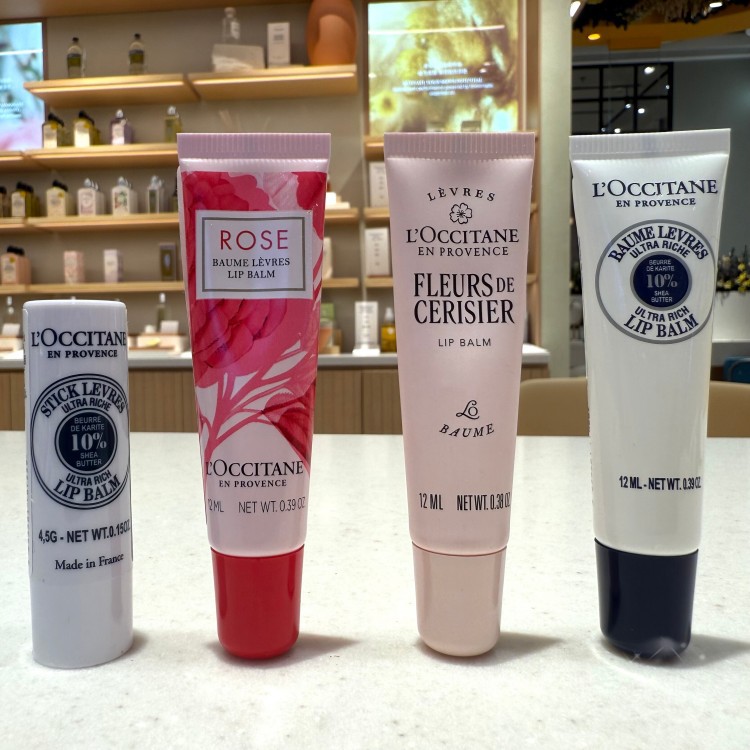 L'OCCITANE
EN PROVENCE
STICK LEVRES
ULTRA RICHE
BEURRE
DE KARITE
10%
SHEA
BUTTER
ULTRA RICH
LIP BALM
4,5G - NET WT.0.15OZ
Made in France
ROSE
BAUME LÈVRES
LIP BALM
L'OCCITANE
EN PROVENCE
12 ML NET WT. 0.39 OZ
LÈVRES
L'OCCITANE
EN PROVENCE
FLEURS DE
CERISIER
LIP BALM
LO
BAUME
12 ML NET WT. 0.38 OZ
L'OCCITANE
EN PROVENCE
BAUME LEVRES
ULTRA RICHE
BEURRE
DE KARITE
10%
SHEA
BUTTER
ULTRA RICH
LIP BALM
12 ML - NET WT. 0.39 OZ